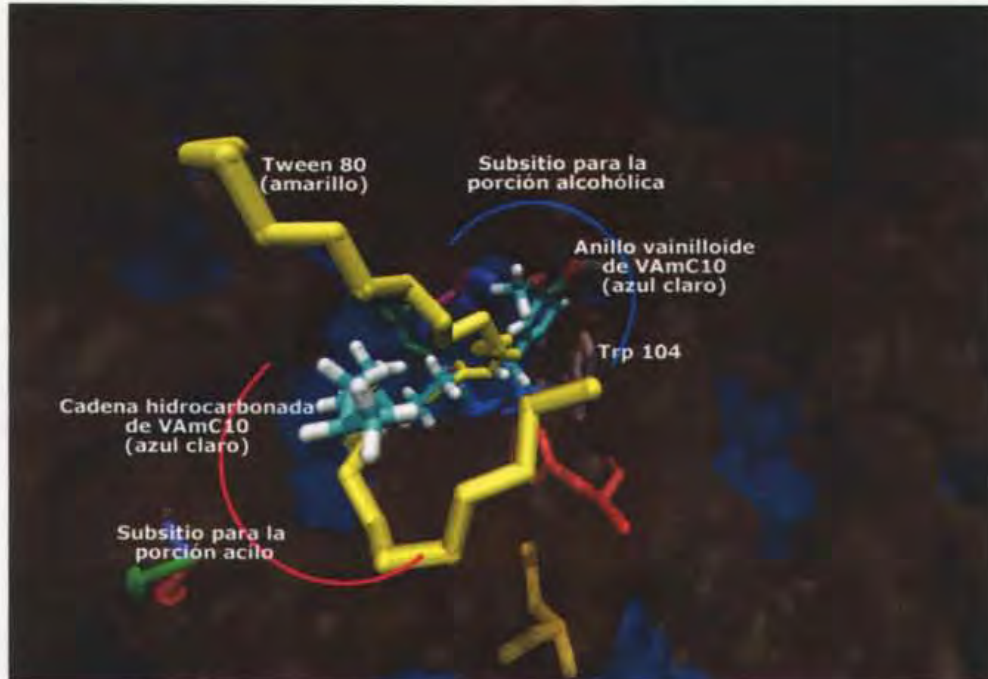 Tween 80
(amarillo)
Subsitio para la
porción alcohólica
Anillo vainilloide
de VAmC10
(azul claro)
Trp 104
Cadena hidrocarbonada
de VAmC10
(azul claro)
Subsitio para la
porción acilo